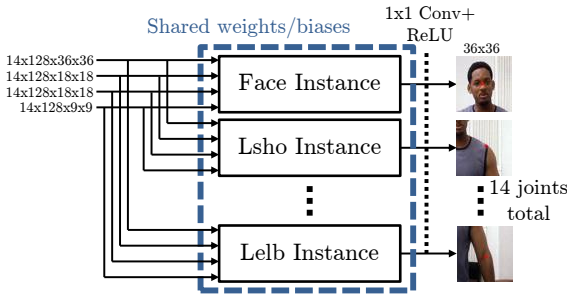 Shared weights/biases
1x1 Conv+
ReLU
36x36
14x128x36x36
14x128x18x18
14x128x18x18
14x128x9x9
Face Instance
Lsho Instance
14 joints
total
Lelb Instance